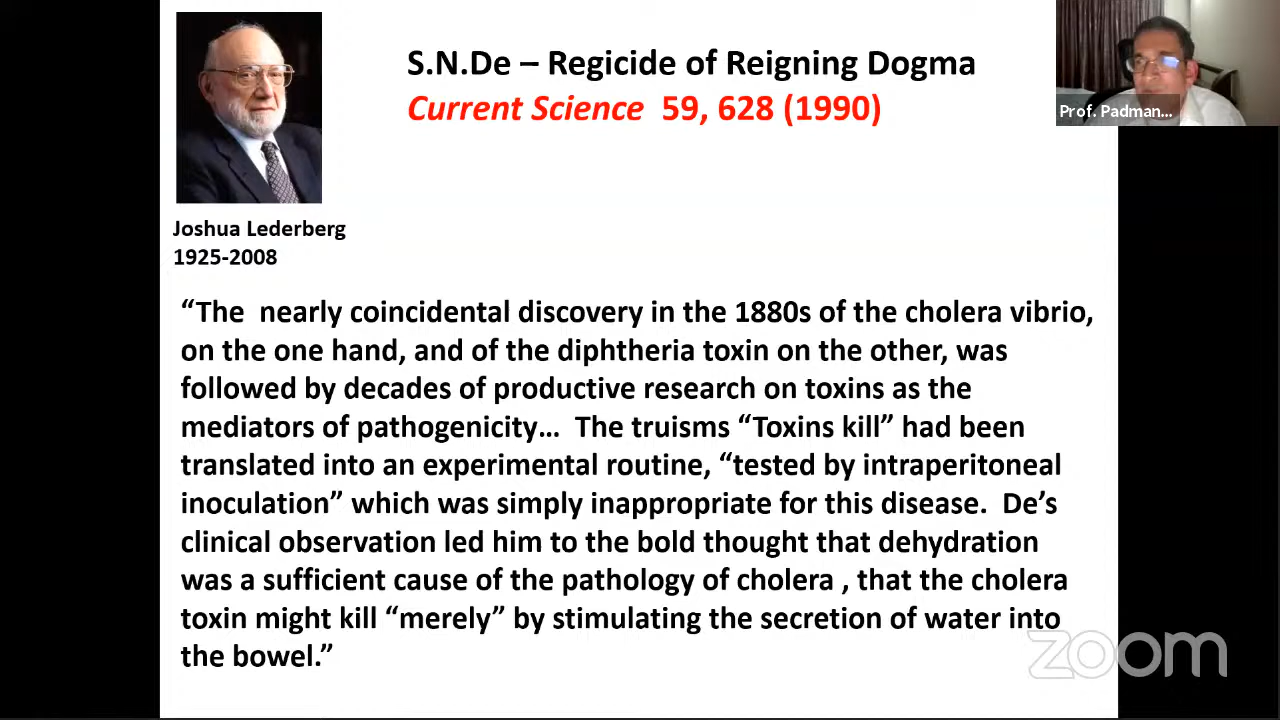 S.N.De – Regicide of Reigning Dogma
Current Science 59, 628 (1990)
Prof. Padman...
Joshua Lederberg
1925-2008
“The nearly coincidental discovery in the 1880s of the cholera vibrio,
on the one hand, and of the diphtheria toxin on the other, was
followed by decades of productive research on toxins as the
mediators of pathogenicity… The truisms “Toxins kill” had been
translated into an experimental routine, “tested by intraperitoneal
inoculation” which was simply inappropriate for this disease. De’s
clinical observation led him to the bold thought that dehydration
was a sufficient cause of the pathology of cholera , that the cholera
toxin might kill “merely” by stimulating the secretion of water into
the bowel.”
zoom